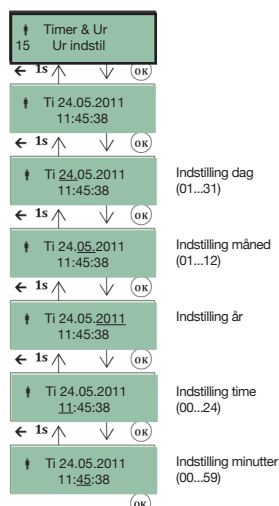 Timer & Ur
15 Ur indstil
1s OK
Ti 24.05.2011
11:45:38
1s OK
Ti 24.05.2011
11:45:38
Indstilling dag
(01...31)
1s OK
Ti 24.05.2011
11:45:38
Indstilling måned
(01...12)
1s OK
Ti 24.05.2011
11:45:38
Indstilling år
1s OK
Ti 24.05.2011
11:45:38
Indstilling time
(00...24)
1s OK
Ti 24.05.2011
11:45:38
Indstilling minutter
(00...59)
OK